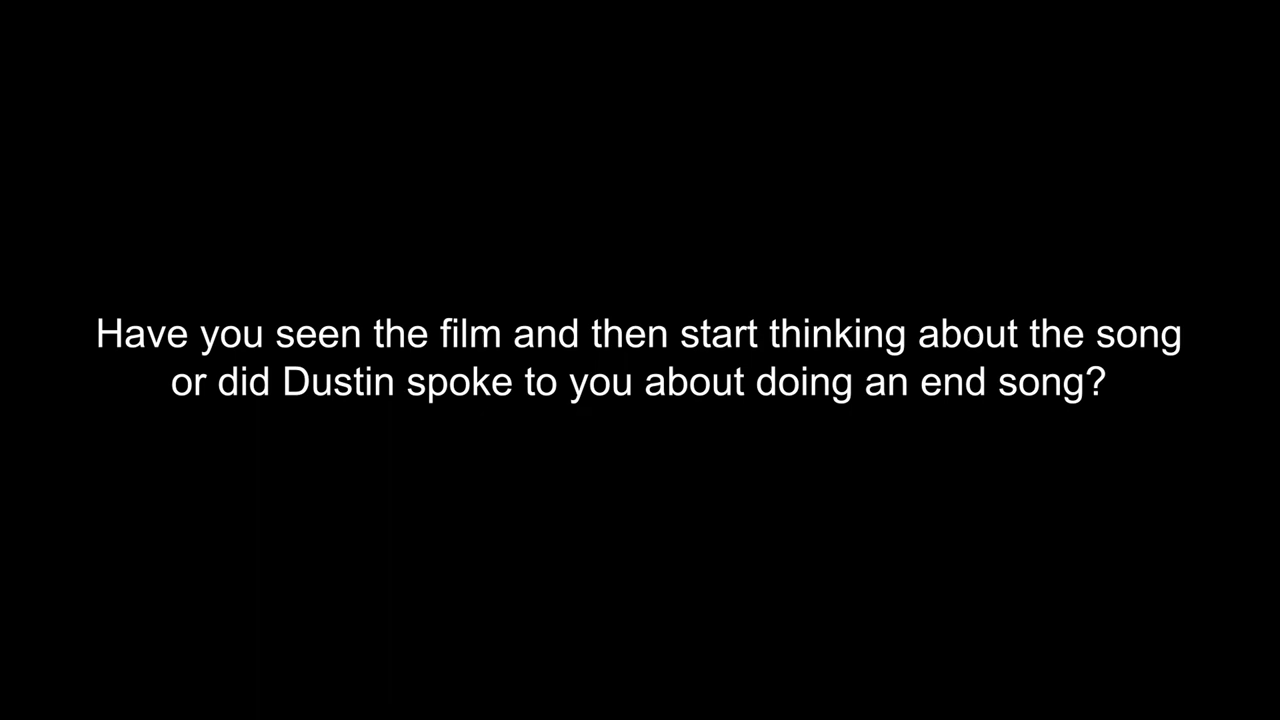 Have you seen the film and then start thinking about the song
or did Dustin spoke to you about doing an end song?